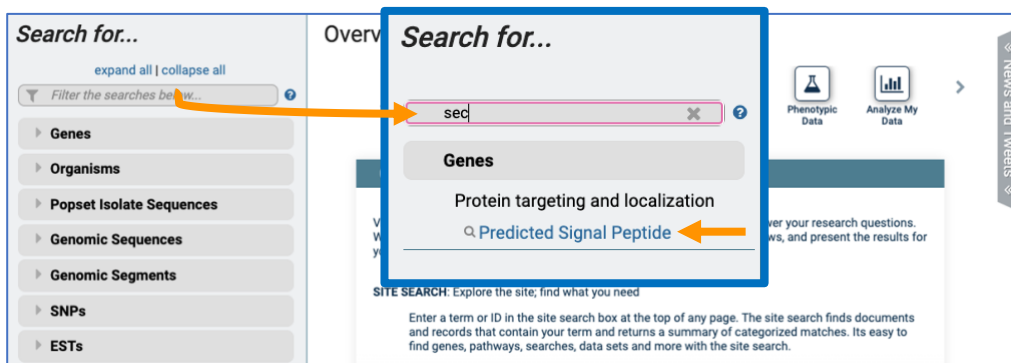 Search for...
expand all | collapse all
Filter the searches below...
Genes
Organisms
Popset Isolate Sequences
Genomic Sequences
Genomic Segments
SNPs
ESTs
Overv
Search for...
sec
Genes
Protein targeting and localization
Predicted Signal Peptide
Phenotypic
Data
Analyze My
Data
News and Tweets
ver your research questions.
ws, and present the results for
SITE SEARCH: Explore the site; find what you need
Enter a term or ID in the site search box at the top of any page. The site search finds documents
and records that contain your term and returns a summary of categorized matches. Its easy to
find genes, pathways, searches, data sets and more with the site search.